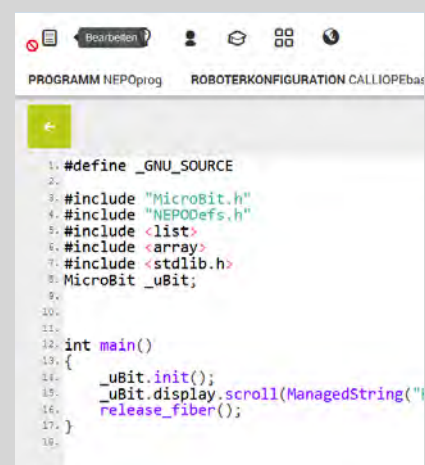 Bearbeiten
PROGRAMM NEPOprog ROBOTERKONFIGURATION CALLIOPEbas
1. #define _GNU_SOURCE
2.
3. #include "MicroBit.h"
4. #include "NEPODefs.h"
5. #include <list>
6. #include <array>
7. #include <stdlib.h>
8. MicroBit _uBit;
9.
10.
11.
12. int main()
13. {
14. _uBit.init();
15. _uBit.display.scroll(ManagedString("
16. release_fiber();
17. }
18.